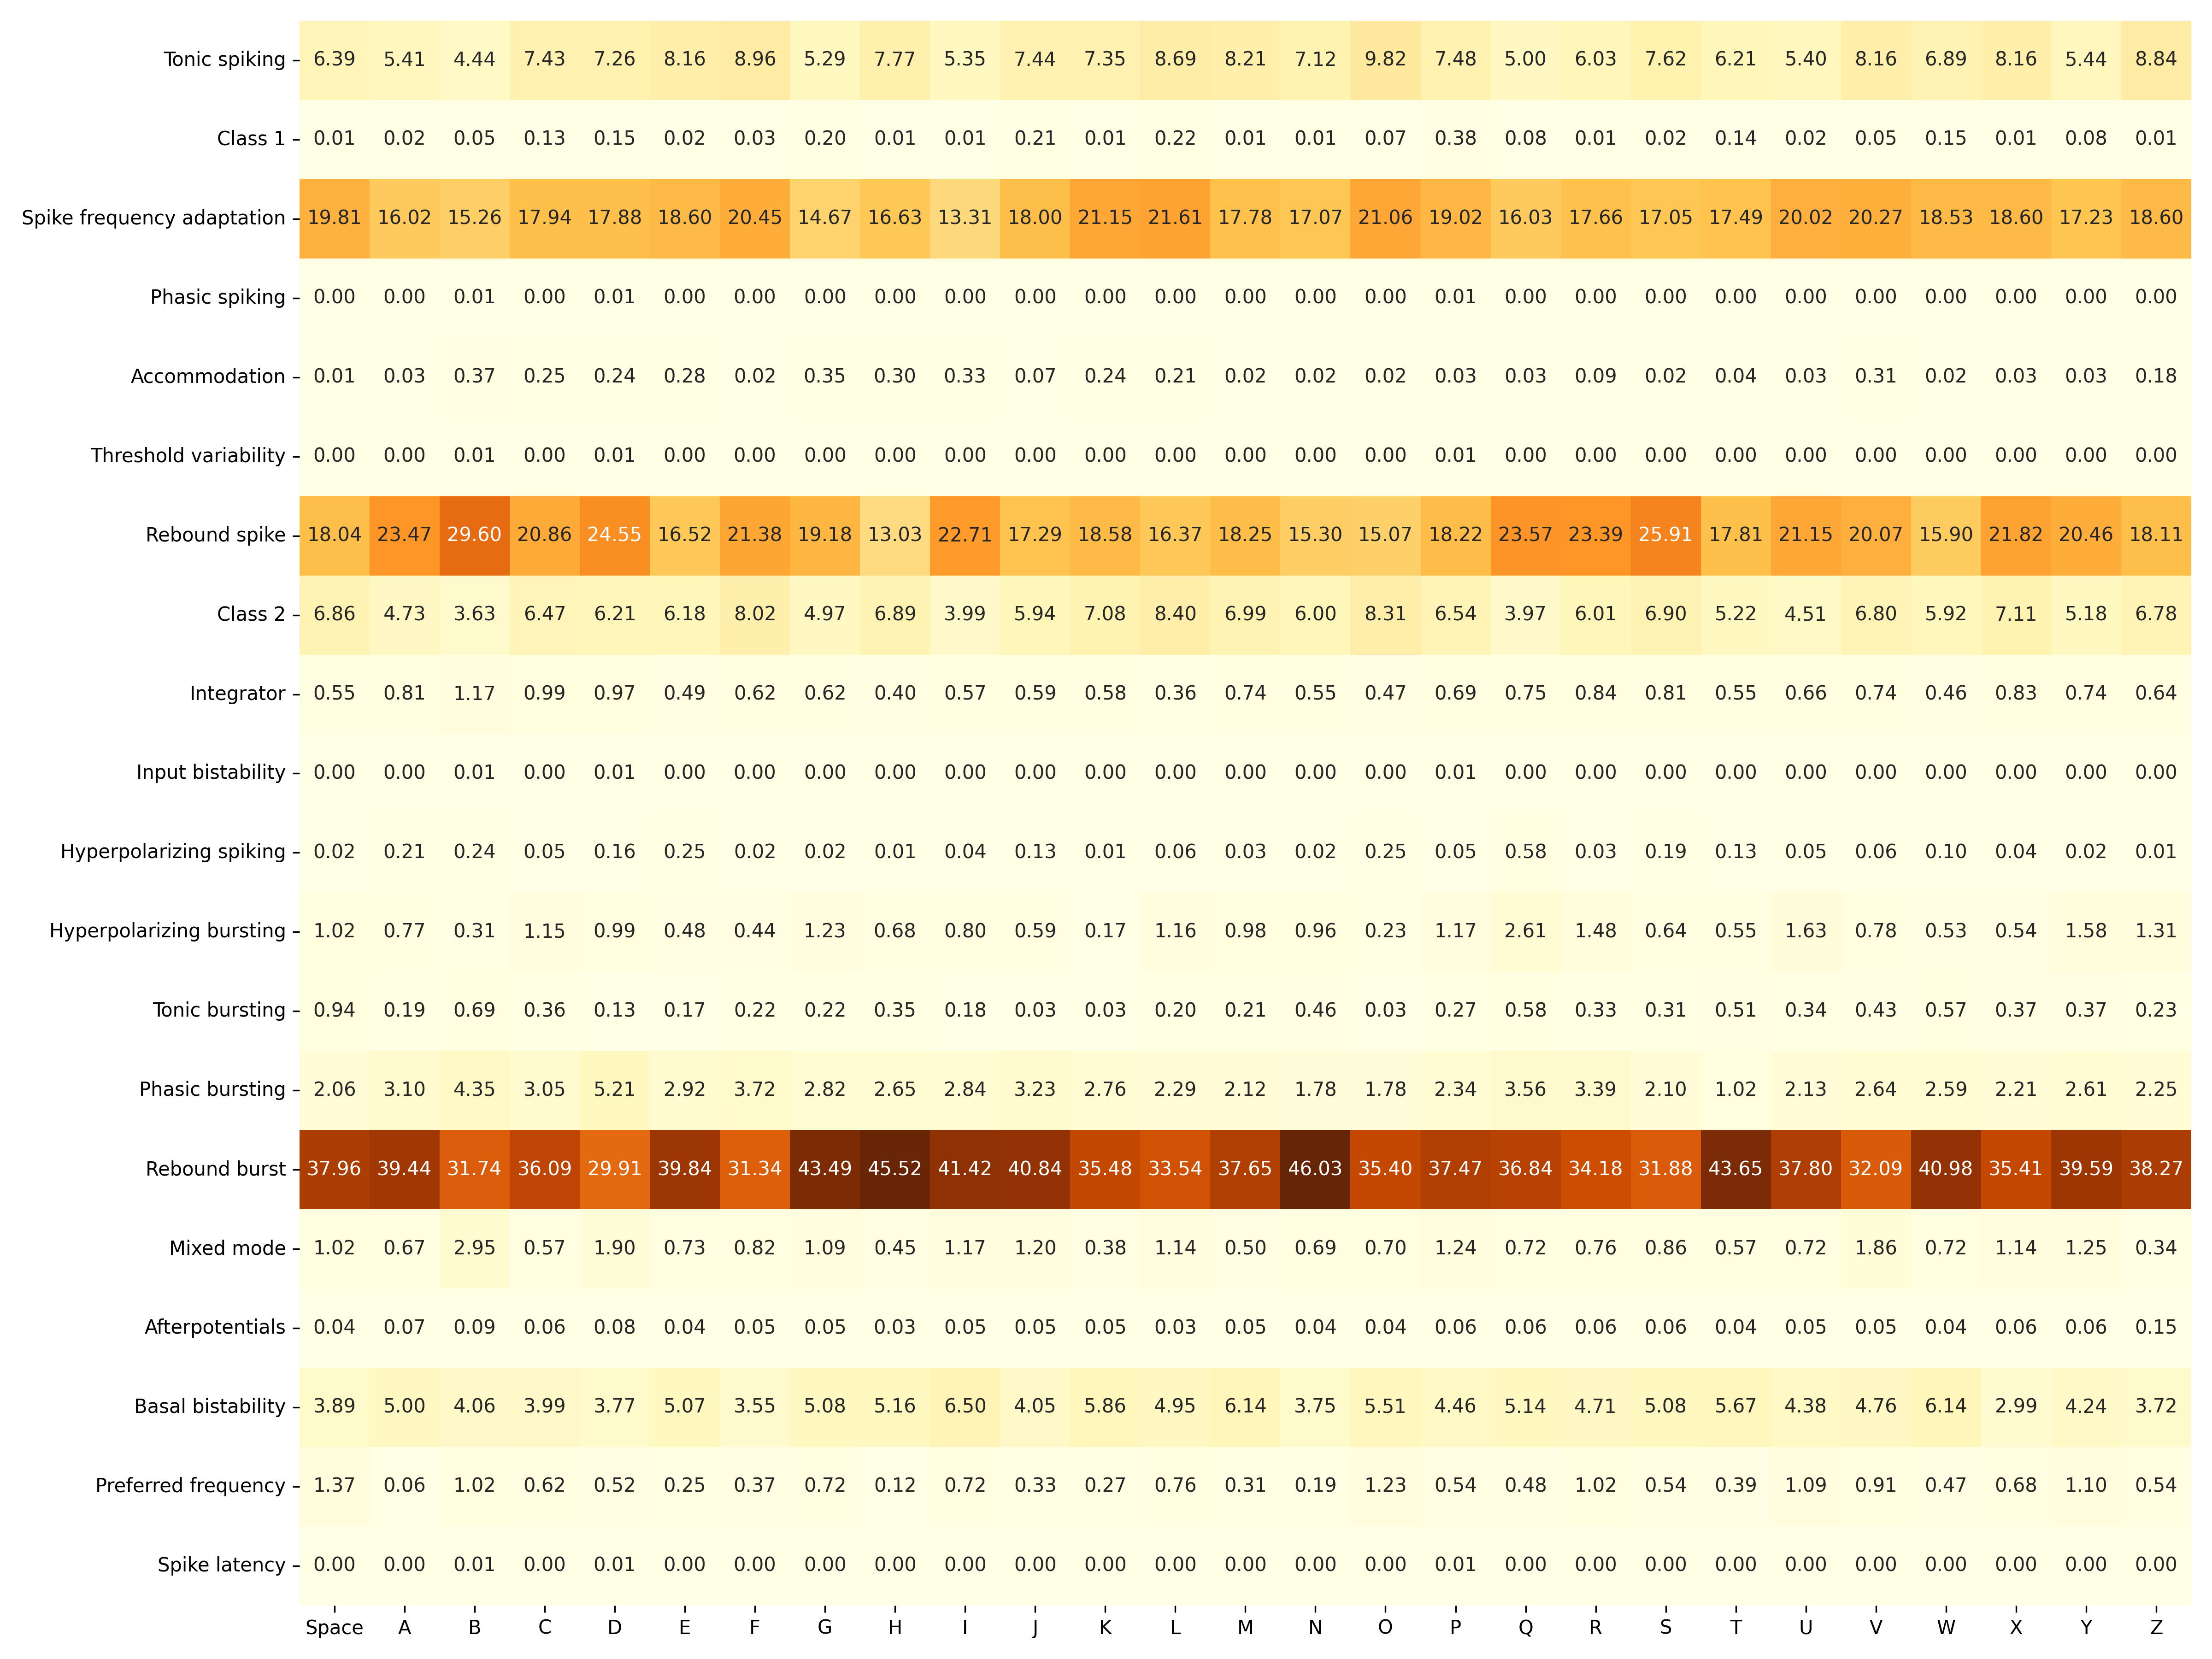 Tonic spiking 6.39 5.41 4.44 7.43 7.26 8.16 8.96 5.29 7.77 5.35 7.44 7.35 8.69 8.21 7.12 9.82 7.48 5.00 6.03 7.62 6.21 5.40 8.16 6.89 8.16 5.44 8.84
Class 1 0.01 0.02 0.05 0.13 0.15 0.02 0.03 0.20 0.01 0.01 0.21 0.01 0.22 0.01 0.01 0.07 0.38 0.08 0.01 0.02 0.14 0.02 0.05 0.15 0.01 0.08 0.01
Spike frequency adaptation 19.81 16.02 15.26 17.94 17.88 18.60 20.45 14.67 16.63 13.31 18.00 21.15 21.61 17.78 17.07 21.06 19.02 16.03 17.66 17.05 17.49 20.02 20.27 18.53 18.60 17.23 18.60
Phasic spiking 0.00 0.00 0.01 0.00 0.01 0.00 0.00 0.00 0.00 0.00 0.00 0.00 0.00 0.00 0.00 0.00 0.01 0.00 0.00 0.00 0.00 0.00 0.00 0.00 0.00 0.00 0.00
Accommodation 0.01 0.03 0.37 0.25 0.24 0.28 0.02 0.35 0.30 0.33 0.07 0.24 0.21 0.02 0.02 0.02 0.03 0.03 0.09 0.02 0.04 0.03 0.31 0.02 0.03 0.03 0.18
Threshold variability 0.00 0.00 0.01 0.00 0.01 0.00 0.00 0.00 0.00 0.00 0.00 0.00 0.00 0.00 0.00 0.00 0.01 0.00 0.00 0.00 0.00 0.00 0.00 0.00 0.00 0.00 0.00
Rebound spike 18.04 23.47 29.60 20.86 24.55 16.52 21.38 19.18 13.03 22.71 17.29 18.58 16.37 18.25 15.30 15.07 18.22 23.57 23.39 25.91 17.81 21.15 20.07 15.90 21.82 20.46 18.11
Class 2 6.86 4.73 3.63 6.47 6.21 6.18 8.02 4.97 6.89 3.99 5.94 7.08 8.40 6.99 6.00 8.31 6.54 3.97 6.01 6.90 5.22 4.51 6.80 5.92 7.11 5.18 6.78
Integrator 0.55 0.81 1.17 0.99 0.97 0.49 0.62 0.62 0.40 0.57 0.59 0.58 0.36 0.74 0.55 0.47 0.69 0.75 0.84 0.81 0.55 0.66 0.74 0.46 0.83 0.74 0.64
Input bistability 0.00 0.00 0.01 0.00 0.01 0.00 0.00 0.00 0.00 0.00 0.00 0.00 0.00 0.00 0.00 0.00 0.01 0.00 0.00 0.00 0.00 0.00 0.00 0.00 0.00 0.00 0.00
Hyperpolarizing spiking 0.02 0.21 0.24 0.05 0.16 0.25 0.02 0.02 0.01 0.04 0.13 0.01 0.06 0.03 0.02 0.25 0.05 0.58 0.03 0.19 0.13 0.05 0.06 0.10 0.04 0.02 0.01
Hyperpolarizing bursting 1.02 0.77 0.31 1.15 0.99 0.48 0.44 1.23 0.68 0.80 0.59 0.17 1.16 0.98 0.96 0.23 1.17 2.61 1.48 0.64 0.55 1.63 0.78 0.53 0.54 1.58 1.31
Tonic bursting 0.94 0.19 0.69 0.36 0.13 0.17 0.22 0.22 0.35 0.18 0.03 0.03 0.20 0.21 0.46 0.03 0.27 0.58 0.33 0.31 0.51 0.34 0.43 0.57 0.37 0.37 0.23
Phasic bursting 2.06 3.10 4.35 3.05 5.21 2.92 3.72 2.82 2.65 2.84 3.23 2.76 2.29 2.12 1.78 1.78 2.34 3.56 3.39 2.10 1.02 2.13 2.64 2.59 2.21 2.61 2.25
Rebound burst 37.96 39.44 31.74 36.09 29.91 39.84 31.34 43.49 45.52 41.42 40.84 35.48 33.54 37.65 46.03 35.40 37.47 36.84 34.18 31.88 43.65 37.80 32.09 40.98 35.41 39.59 38.27
Mixed mode 1.02 0.67 2.95 0.57 1.90 0.73 0.82 1.09 0.45 1.17 1.20 0.38 1.14 0.50 0.69 0.70 1.24 0.72 0.76 0.86 0.57 0.72 1.86 0.72 1.14 1.25 0.34
Afterpotentials 0.04 0.07 0.09 0.06 0.08 0.04 0.05 0.05 0.03 0.05 0.05 0.05 0.03 0.05 0.04 0.04 0.06 0.06 0.06 0.06 0.04 0.05 0.05 0.04 0.06 0.06 0.15
Basal bistability 3.89 5.00 4.06 3.99 3.77 5.07 3.55 5.08 5.16 6.50 4.05 5.86 4.95 6.14 3.75 5.51 4.46 5.14 4.71 5.08 5.67 4.38 4.76 6.14 2.99 4.24 3.72
Preferred frequency 1.37 0.06 1.02 0.62 0.52 0.25 0.37 0.72 0.12 0.72 0.33 0.27 0.76 0.31 0.19 1.23 0.54 0.48 1.02 0.54 0.39 1.09 0.91 0.47 0.68 1.10 0.54
Spike latency 0.00 0.00 0.01 0.00 0.01 0.00 0.00 0.00 0.00 0.00 0.00 0.00 0.00 0.00 0.00 0.00 0.01 0.00 0.00 0.00 0.00 0.00 0.00 0.00 0.00 0.00 0.00
Space A B C D E F G H I J K L M N O P Q R S T U V W X Y Z